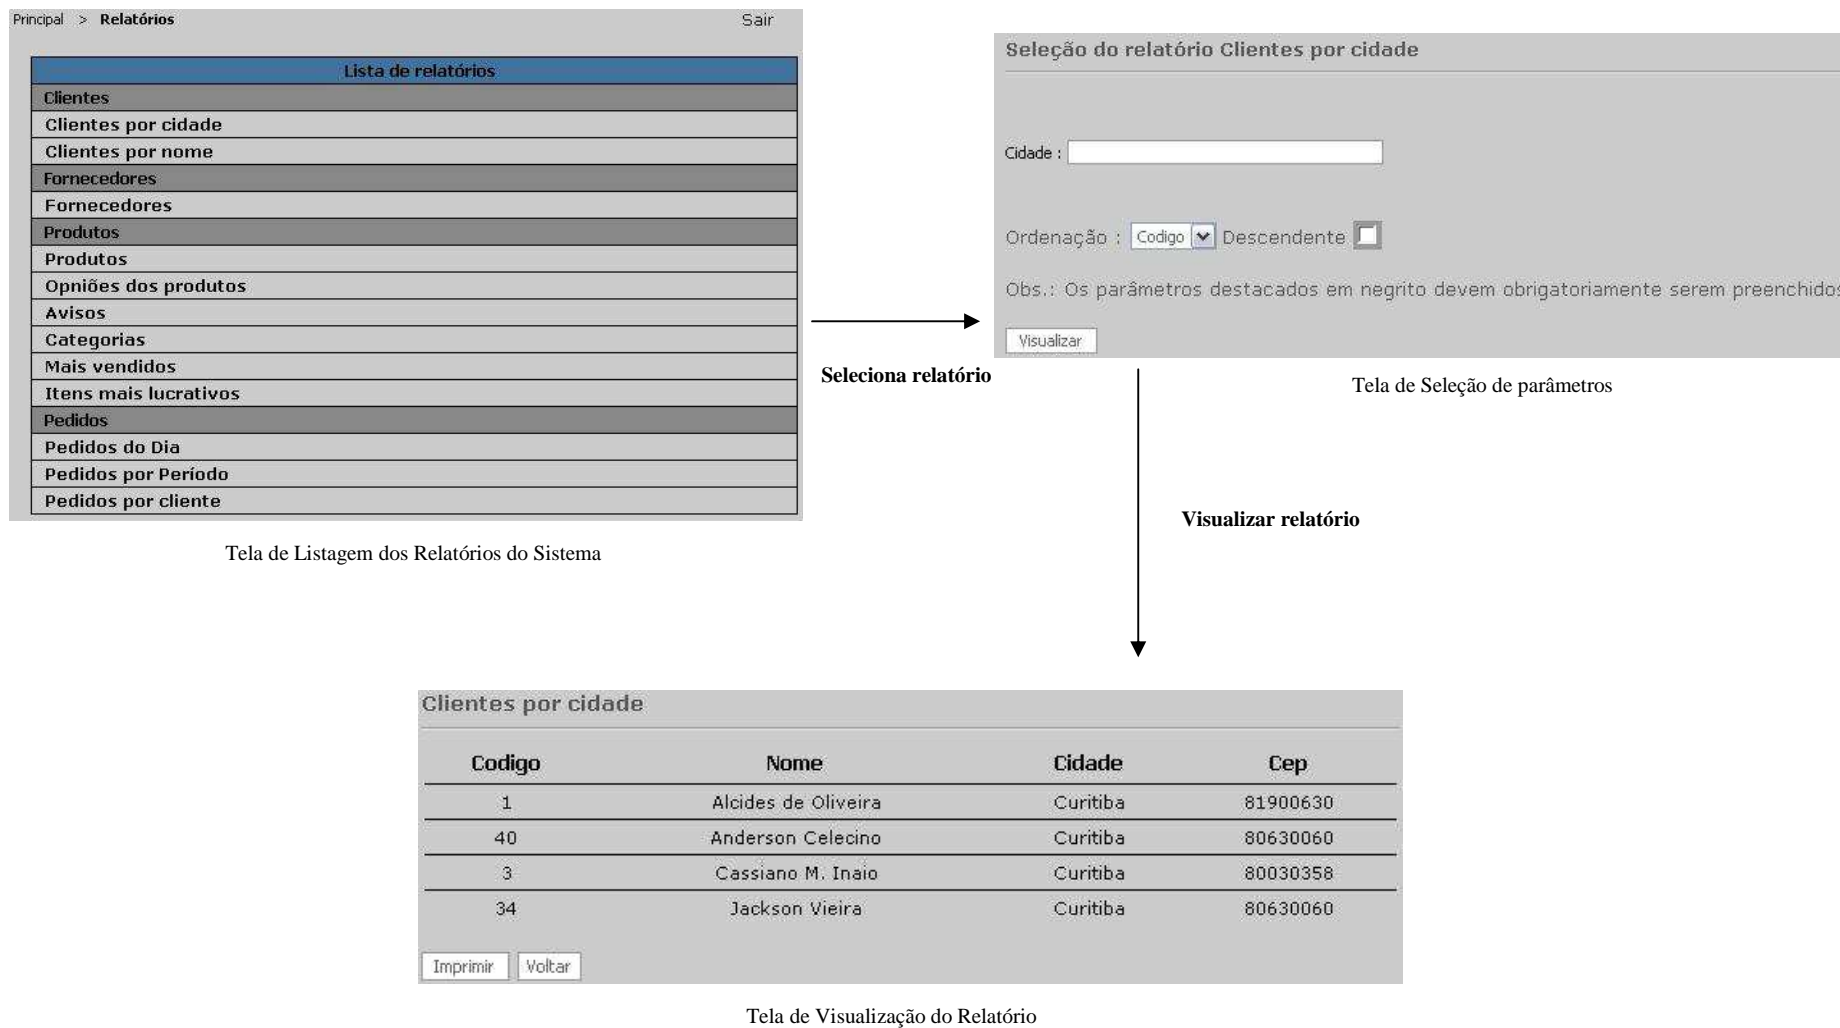 Principal > Relatórios
Sair
Lista de relatórios
Clientes
Clientes por cidade
Clientes por nome
Fornecedores
Fornecedores
Produtos
Produtos
Opniões dos produtos
Avisos
Categorias
Mais vendidos
Itens mais lucrativos
Pedidos
Pedidos do Dia
Pedidos por Período
Pedidos por cliente
Tela de Listagem dos Relatórios do Sistema
Seleciona relatório
Seleção do relatório Clientes por cidade
Cidade :
Ordenação : Codigo Descendente
Obs.: Os parâmetros destacados em negrito devem obrigatoriamente serem preenchidos
Visualizar
Tela de Seleção de parâmetros
Visualizar relatório
Clientes por cidade
Codigo Nome Cidade Cep
1 Alcides de Oliveira Curitiba 81900630
40 Anderson Celecino Curitiba 80630060
3 Cassiano M. Inaio Curitiba 80030358
34 Jackson Vieira Curitiba 80630060
Imprimir Voltar
Tela de Visualização do Relatório